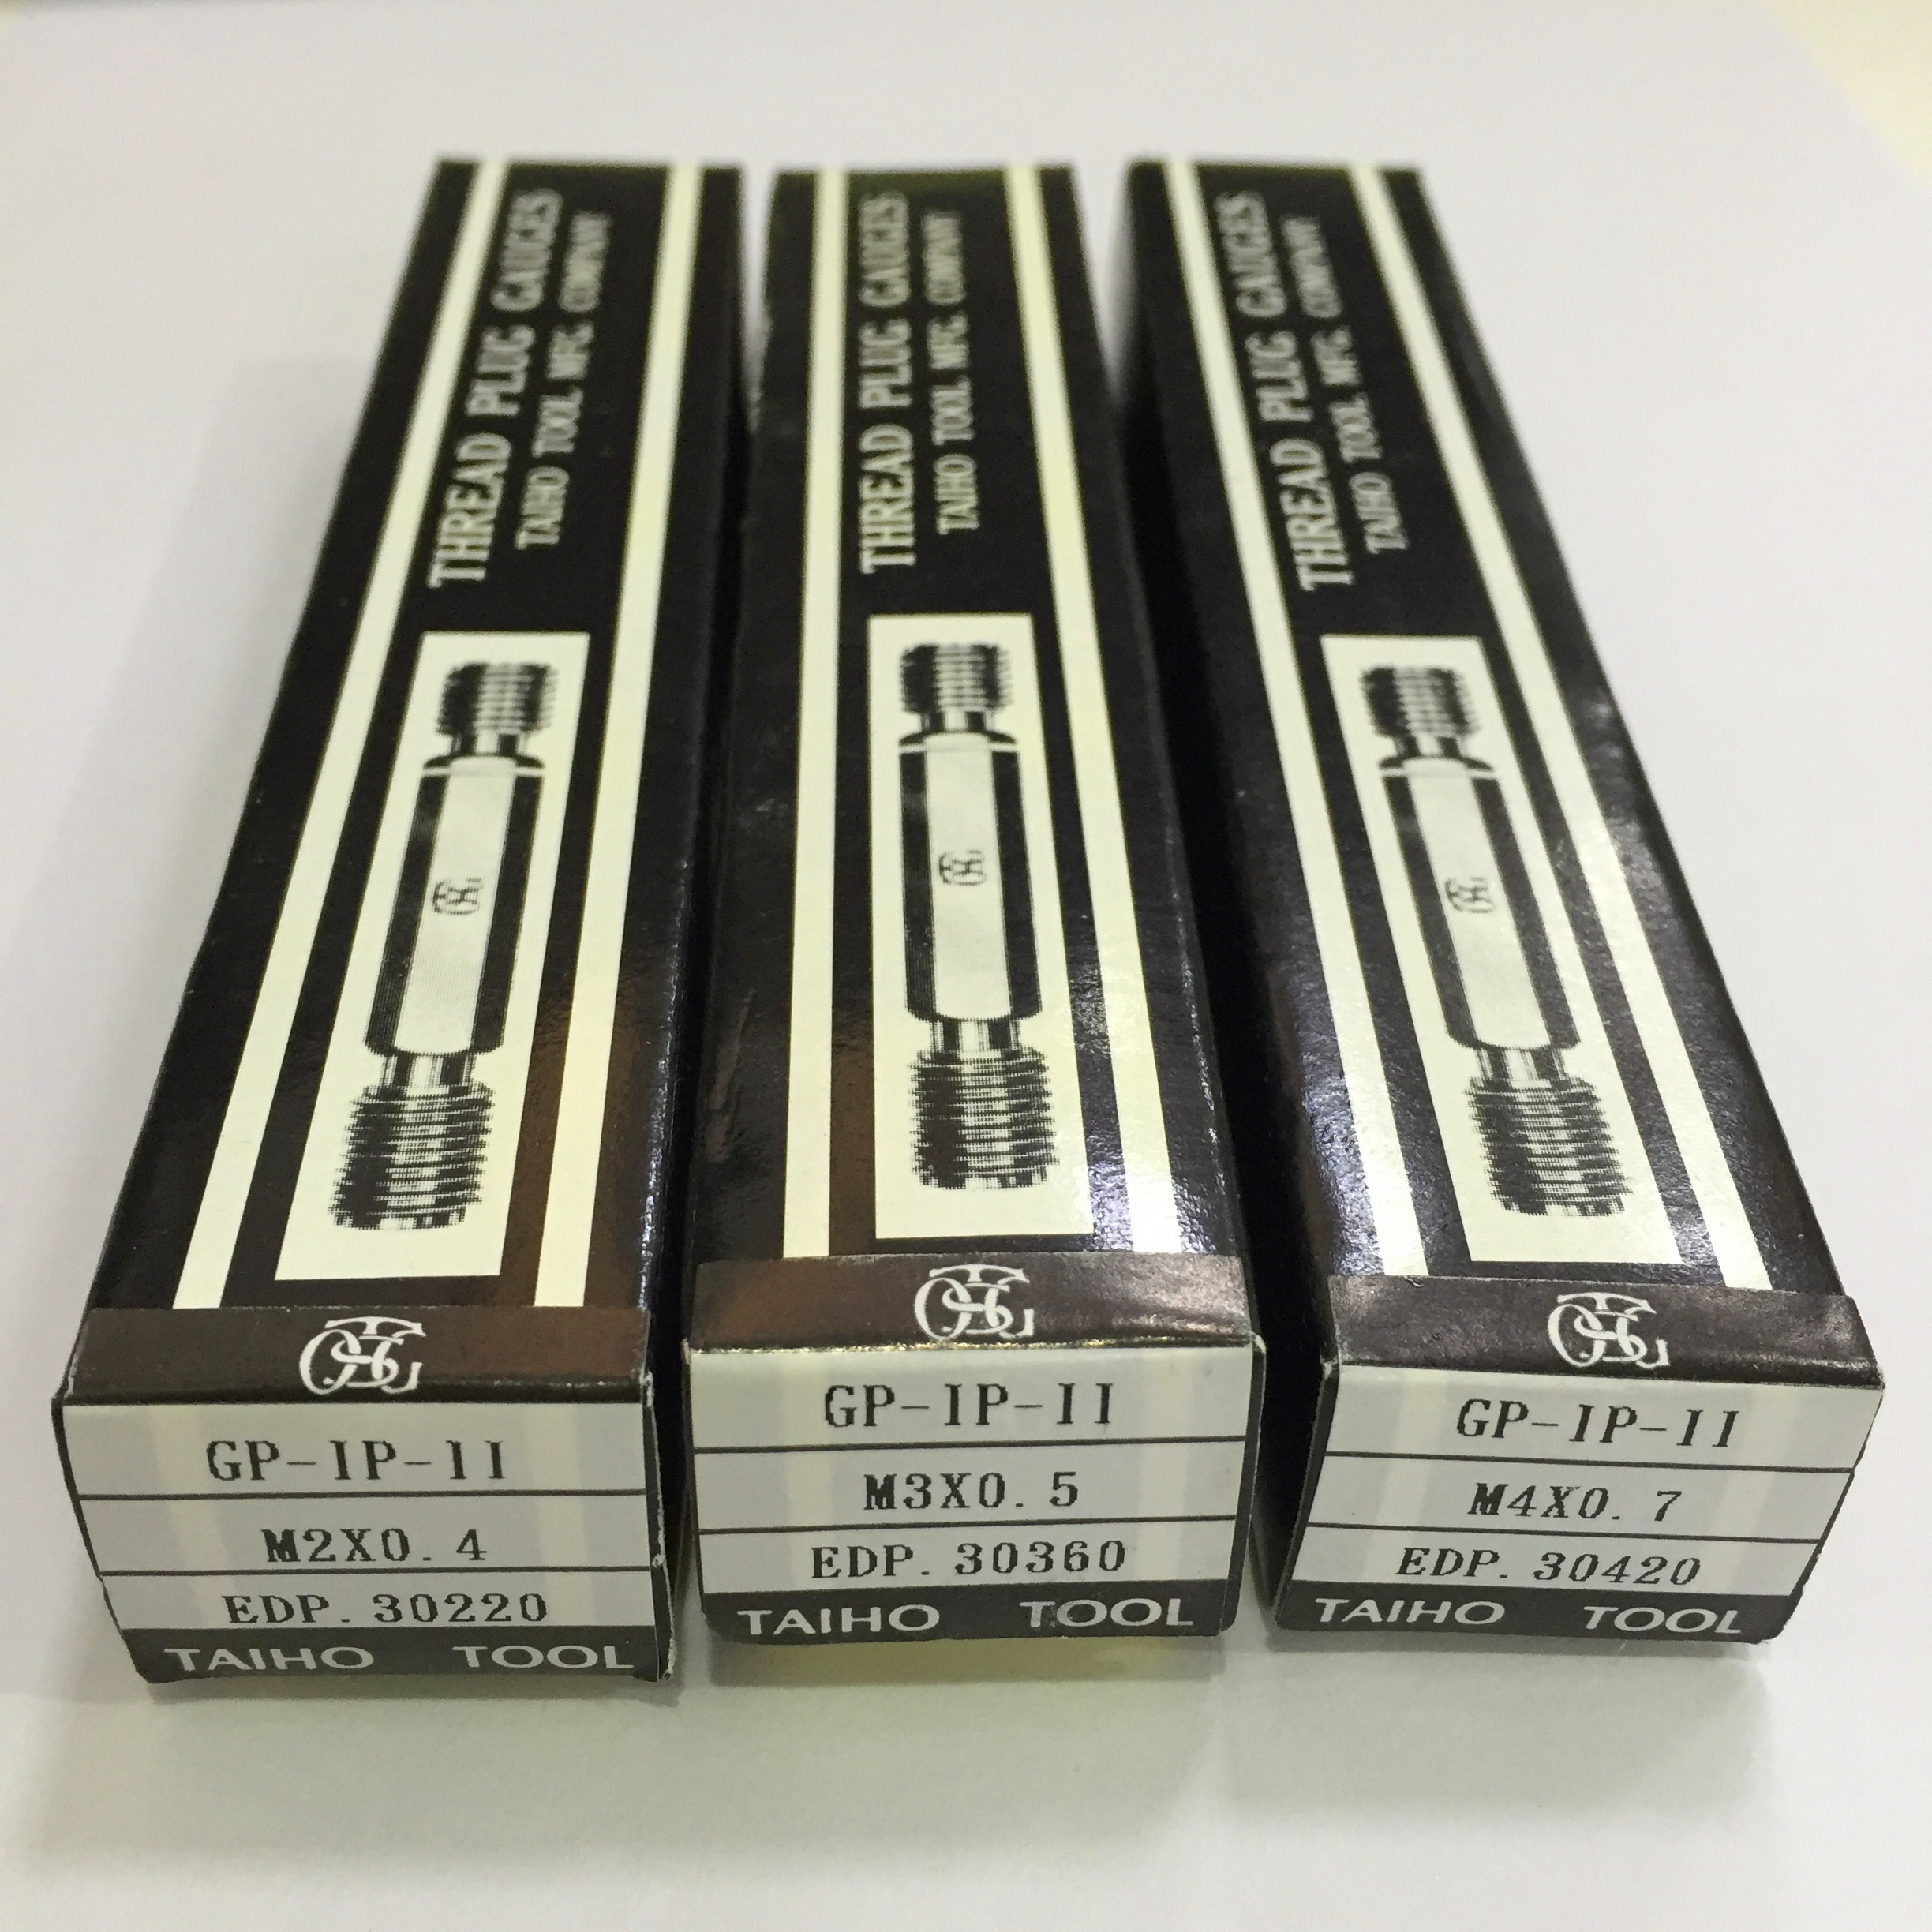 THREAD PLUG GAUGES
TAIHO TOOL MFG. COMPANY
GP-IP-II
M2X0.4
EDP. 30220
TAIHO TOOL
THREAD PLUG GAUGES
TAIHO TOOL MFG. COMPANY
GP-IP-II
M3X0.5
EDP. 30360
TAIHO TOOL
THREAD PLUG GAUGES
TAIHO TOOL MFG. COMPANY
GP-IP-II
M4X0.7
EDP. 30420
TAIHO TOOL